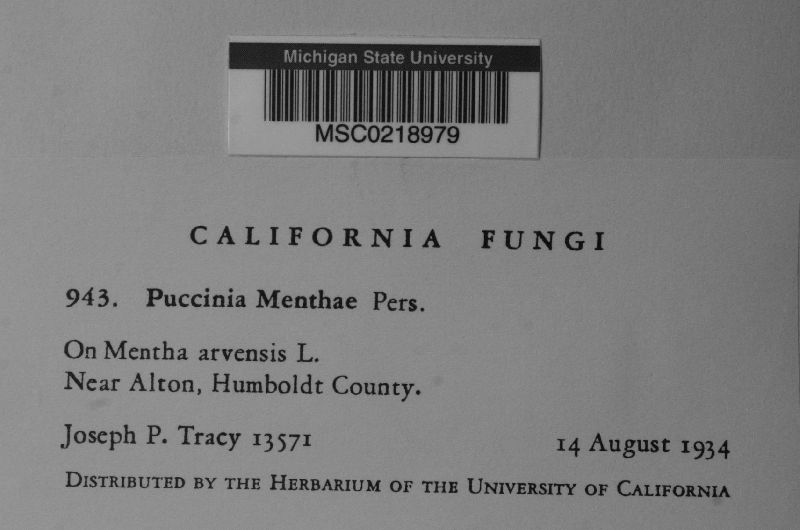 Michigan State University
MSC0218979
CALIFORNIA FUNGI
943. Puccinia Menthae Pers.
On Mentha arvensis L.
Near Alton, Humboldt County.
Joseph P. Tracy 13571 14 August 1934
DISTRIBUTED BY THE HERBARIUM OF THE UNIVERSITY OF CALIFORNIA